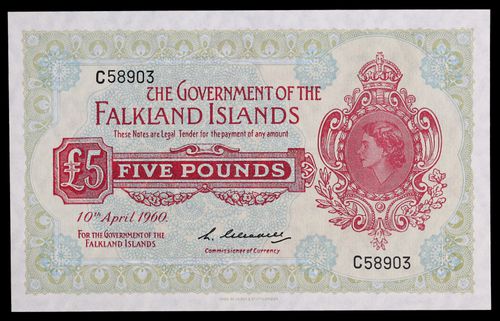 C58903
THE GOVERNMENT OF THE
FALKLAND ISLANDS
These Notes are Legal Tender for the payment of any amount
£5
FIVE POUNDS
10th April 1960.
FOR THE GOVERNMENT OF THE
FALKLAND ISLANDS
Commissioner of Currency
C58903